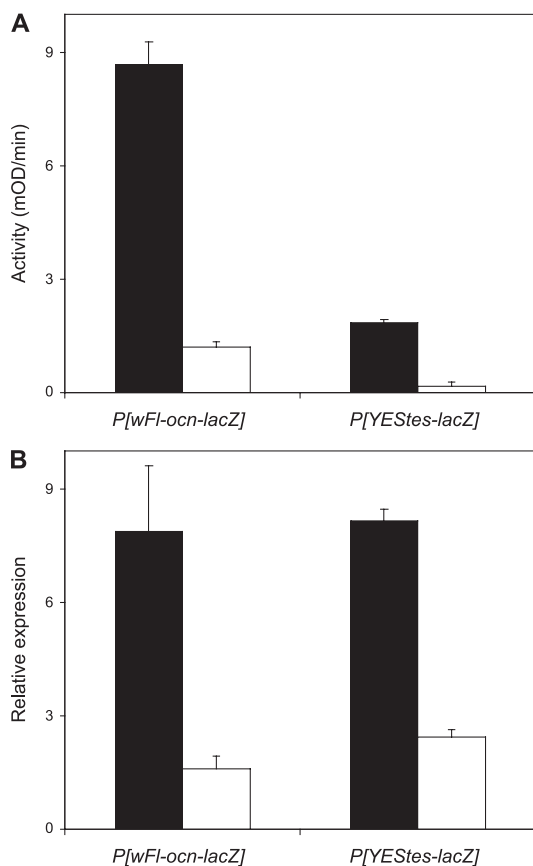 A
Activity (mOD/min)
9
6
3
0
P[wFl-ocn-lacZ]
P[YEStes-lacZ]
B
Relative expression
9
6
3
0
P[wFl-ocn-lacZ]
P[YEStes-lacZ]